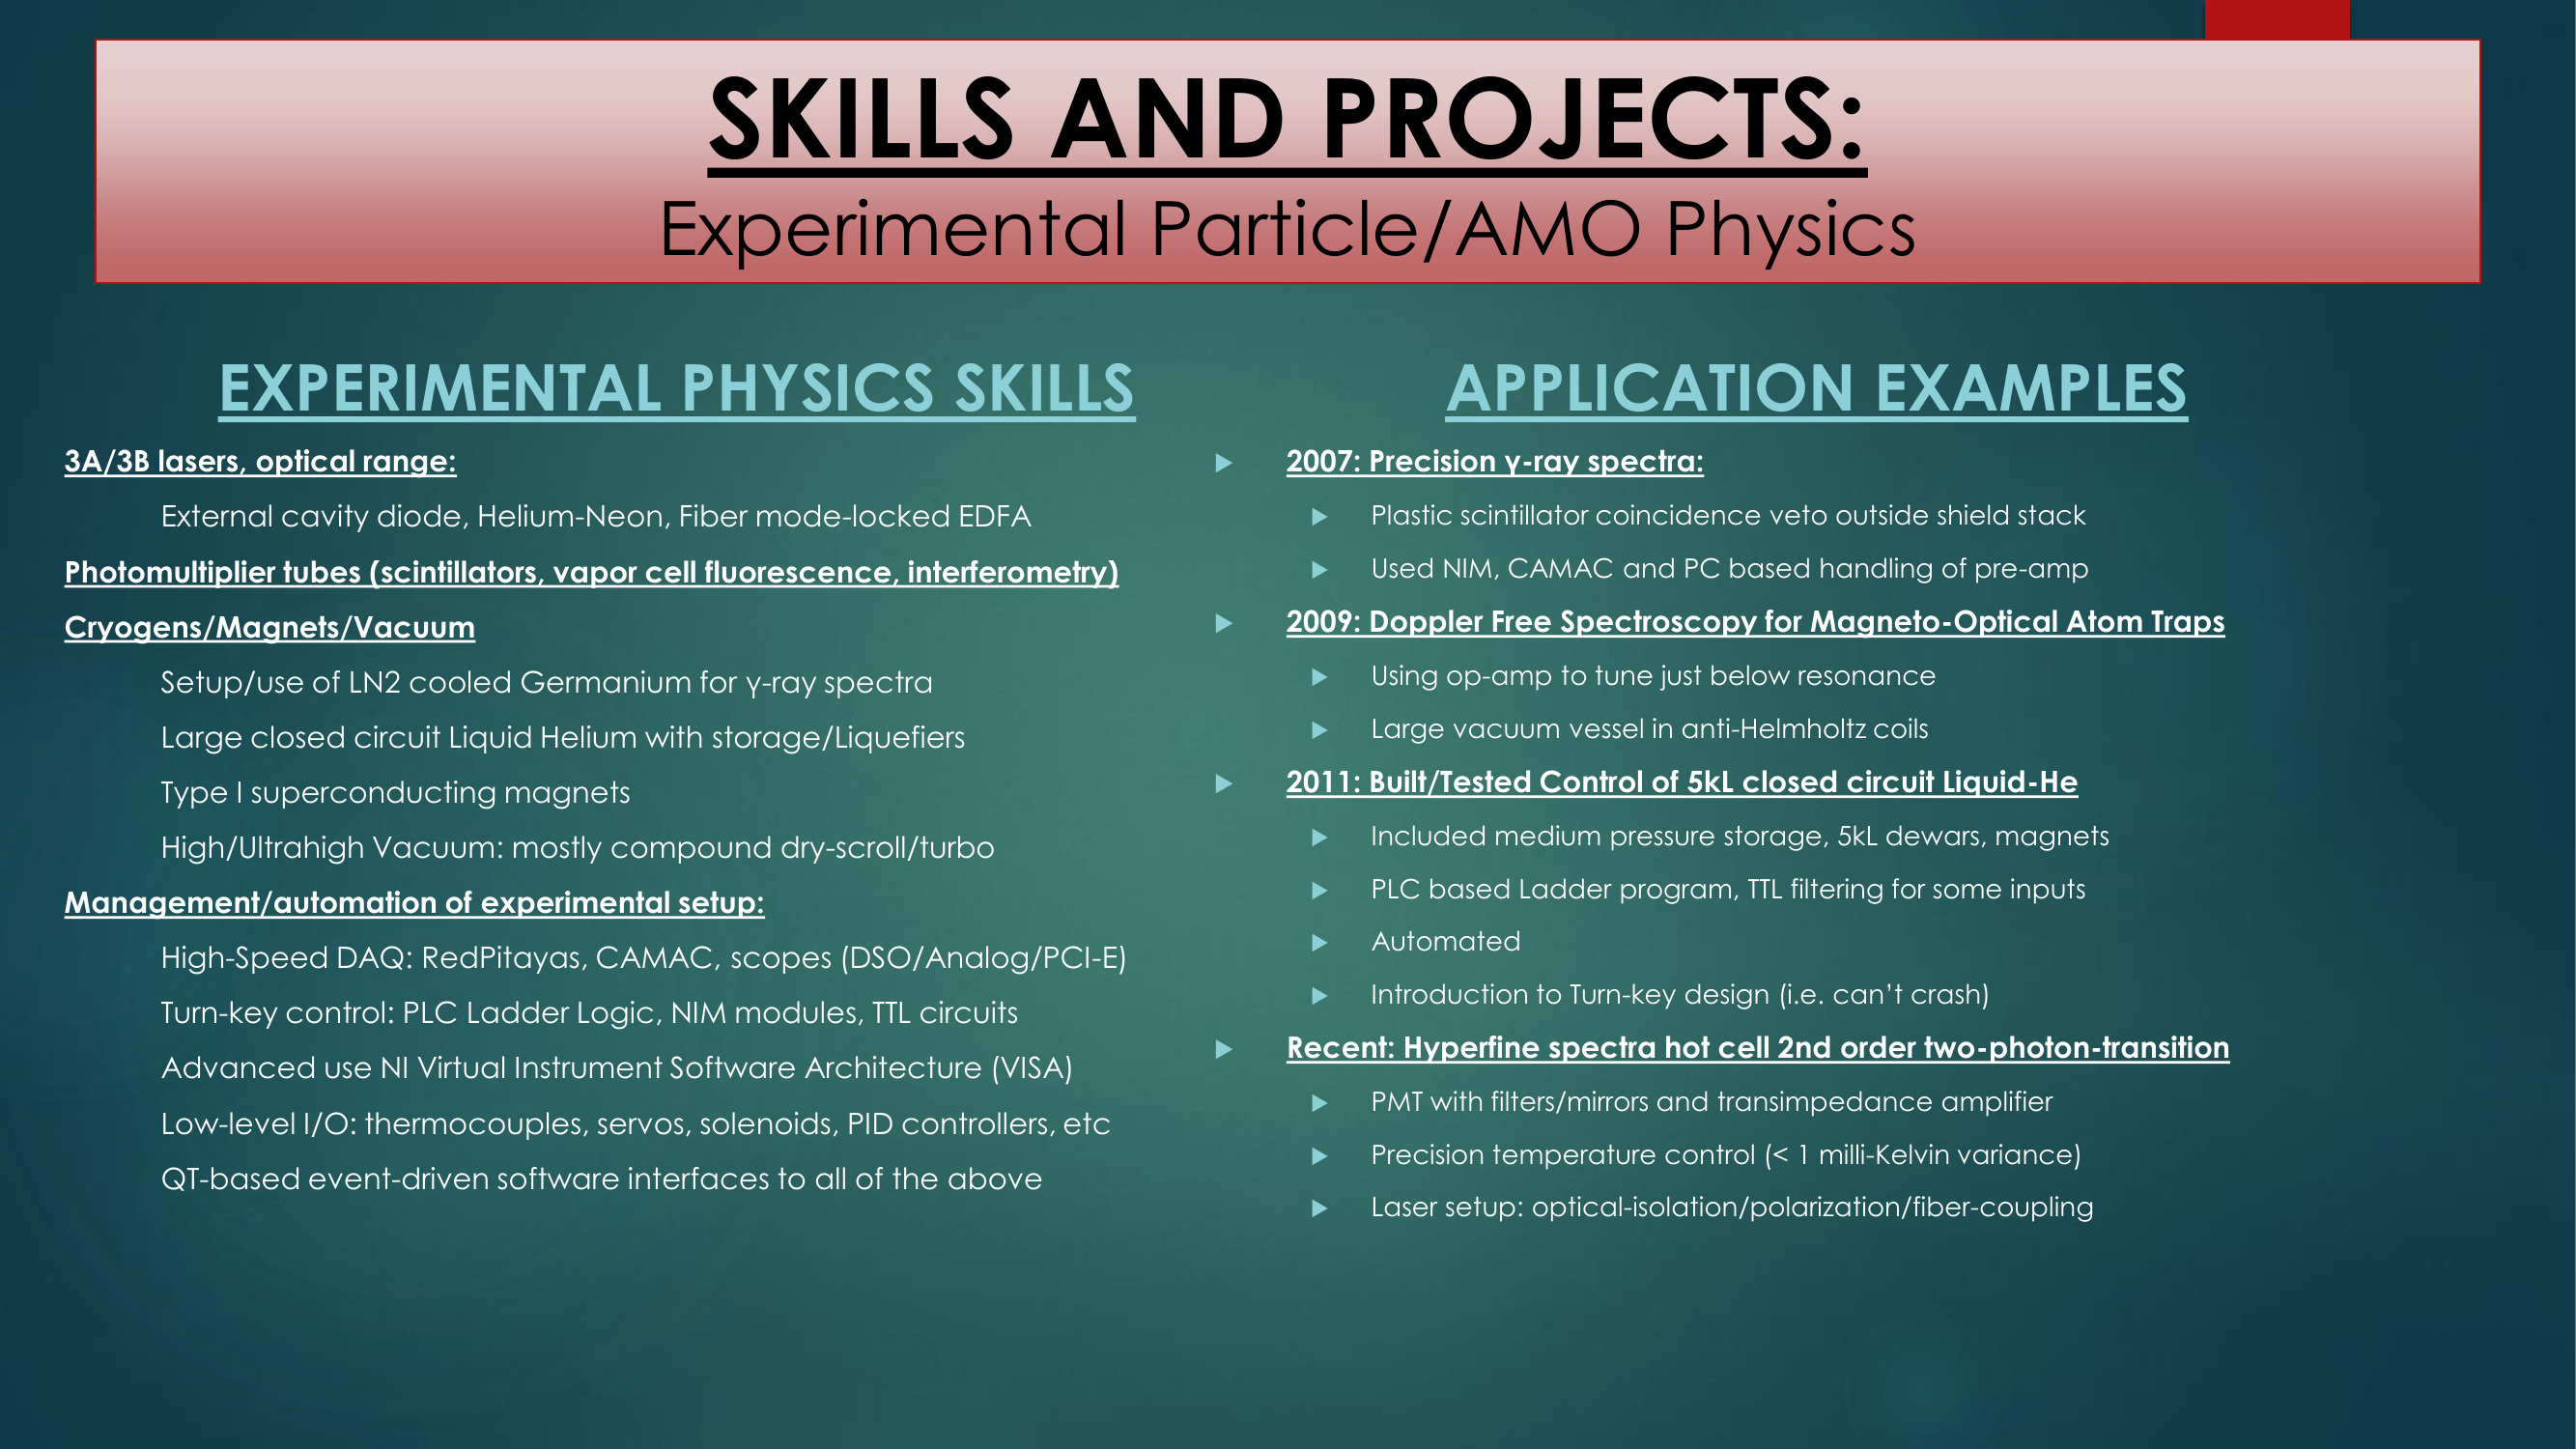 SKILLS AND PROJECTS:
Experimental Particle/AMO Physics
EXPERIMENTAL PHYSICS SKILLS
3A/3B lasers, optical range:
External cavity diode, Helium-Neon, Fiber mode-locked EDFA
Photomultiplier tubes (scintillators, vapor cell fluorescence, interferometry)
Cryogens/Magnets/Vacuum
Setup/use of LN2 cooled Germanium for γ-ray spectra
Large closed circuit Liquid Helium with storage/Liquefiers
Type I superconducting magnets
High/Ultrahigh Vacuum: mostly compound dry-scroll/turbo
Management/automation of experimental setup:
High-Speed DAQ: RedPitayas, CAMAC, scopes (DSO/Analog/PCI-E)
Turn-key control: PLC Ladder Logic, NIM modules, TTL circuits
Advanced use NI Virtual Instrument Software Architecture (VISA)
Low-level I/O: thermocouples, servos, solenoids, PID controllers, etc
QT-based event-driven software interfaces to all of the above
APPLICATION EXAMPLES
2007: Precision γ-ray spectra:
Plastic scintillator coincidence veto outside shield stack
Used NIM, CAMAC and PC based handling of pre-amp
2009: Doppler Free Spectroscopy for Magneto-Optical Atom Traps
Using op-amp to tune just below resonance
Large vacuum vessel in anti-Helmholtz coils
2011: Built/Tested Control of 5kL closed circuit Liquid-He
Included medium pressure storage, 5kL dewars, magnets
PLC based Ladder program, TTL filtering for some inputs
Automated
Introduction to Turn-key design (i.e. can’t crash)
Recent: Hyperfine spectra hot cell 2nd order two-photon-transition
PMT with filters/mirrors and transimpedance amplifier
Precision temperature control (< 1 milli-Kelvin variance)
Laser setup: optical-isolation/polarization/fiber-coupling